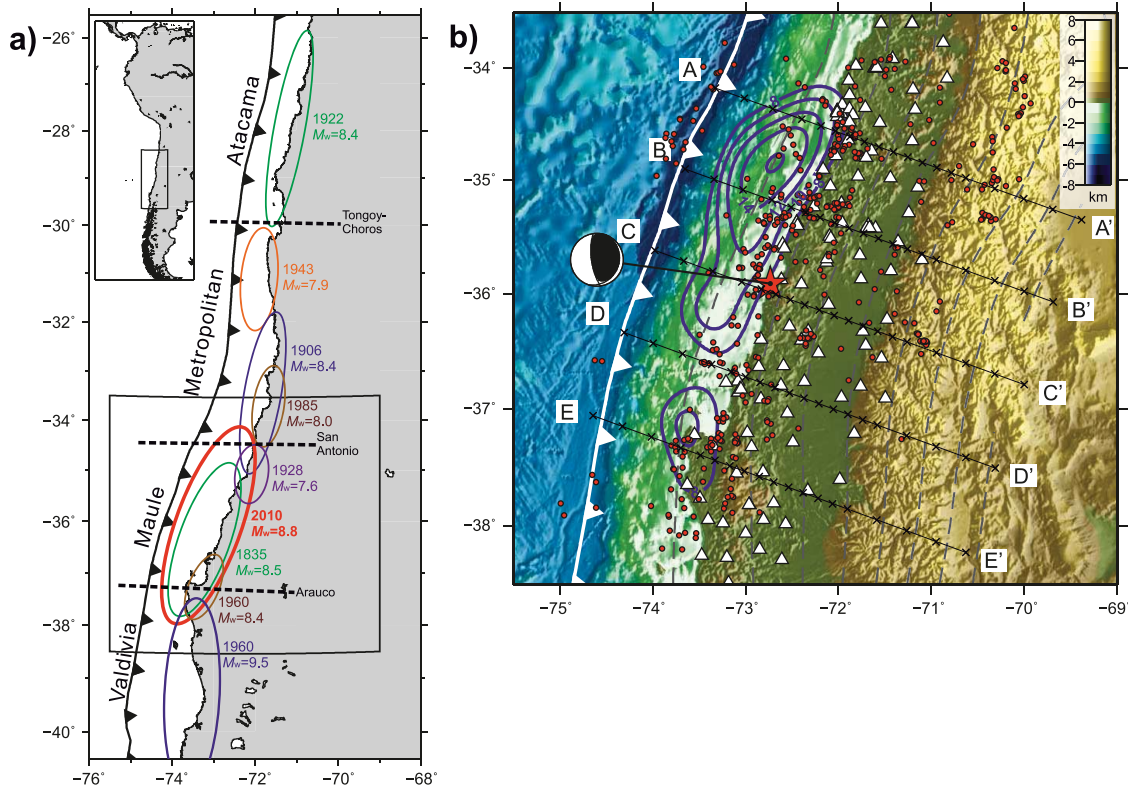 a)
−26°
−28°
−30°
−32°
−34°
−36°
−38°
−40°
−76°
−74°
−72°
−70°
−68°
Atacama
Metropolitan
Maule
Valdivia
1922
Mw=8.4
Tongoy-
Choros
1943
Mw=7.9
1906
Mw=8.4
1985
Mw=8.0
San
Antonio
1928
Mw=7.6
2010
Mw=8.8
1835
Mw=8.5
Arauco
1960
Mw=8.4
1960
Mw=9.5
b)
−34°
−35°
−36°
−37°
−38°
−75°
−74°
−73°
−72°
−71°
−70°
−69°
A
B
C
D
E
A'
B'
C'
D'
E'
8
6
4
2
0
-2
-4
-6
-8
km